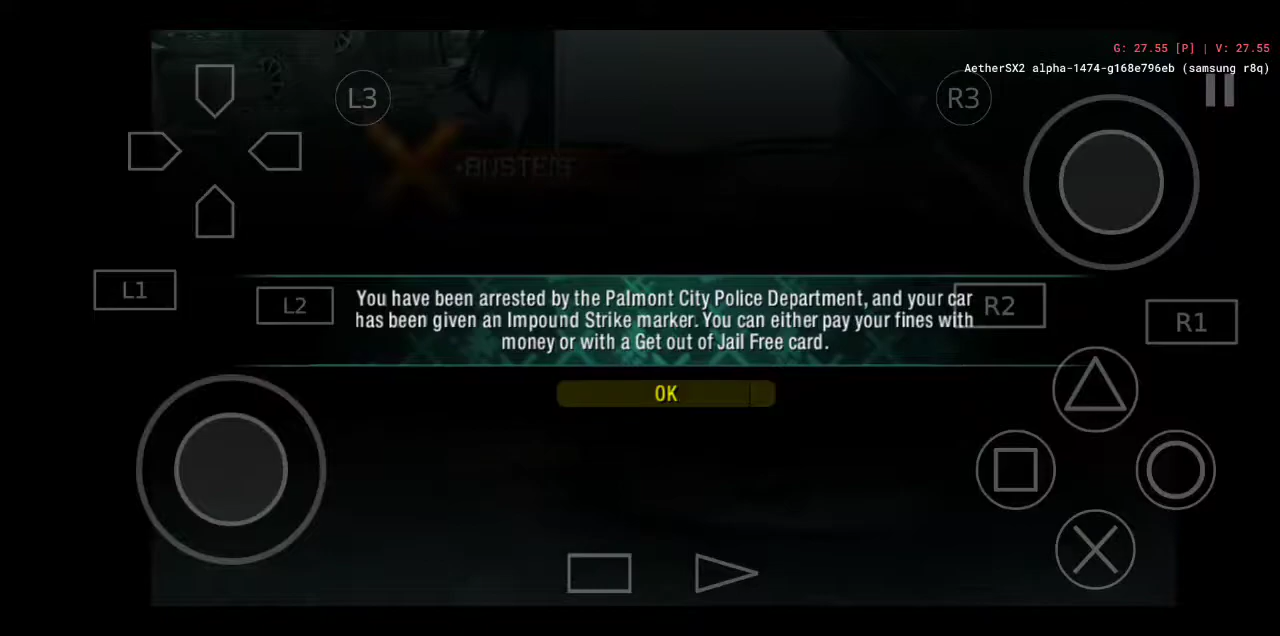 G: 27.55 [P] | V: 27.55
AetherSX2 alpha-1474-g168e796eb (samsung r8q)
L3
R3
BUSTED
L1
L2
R2
R1
You have been arrested by the Palmont City Police Department, and your car
has been given an Impound Strike marker. You can either pay your fines with
money or with a Get out of Jail Free card.
OK